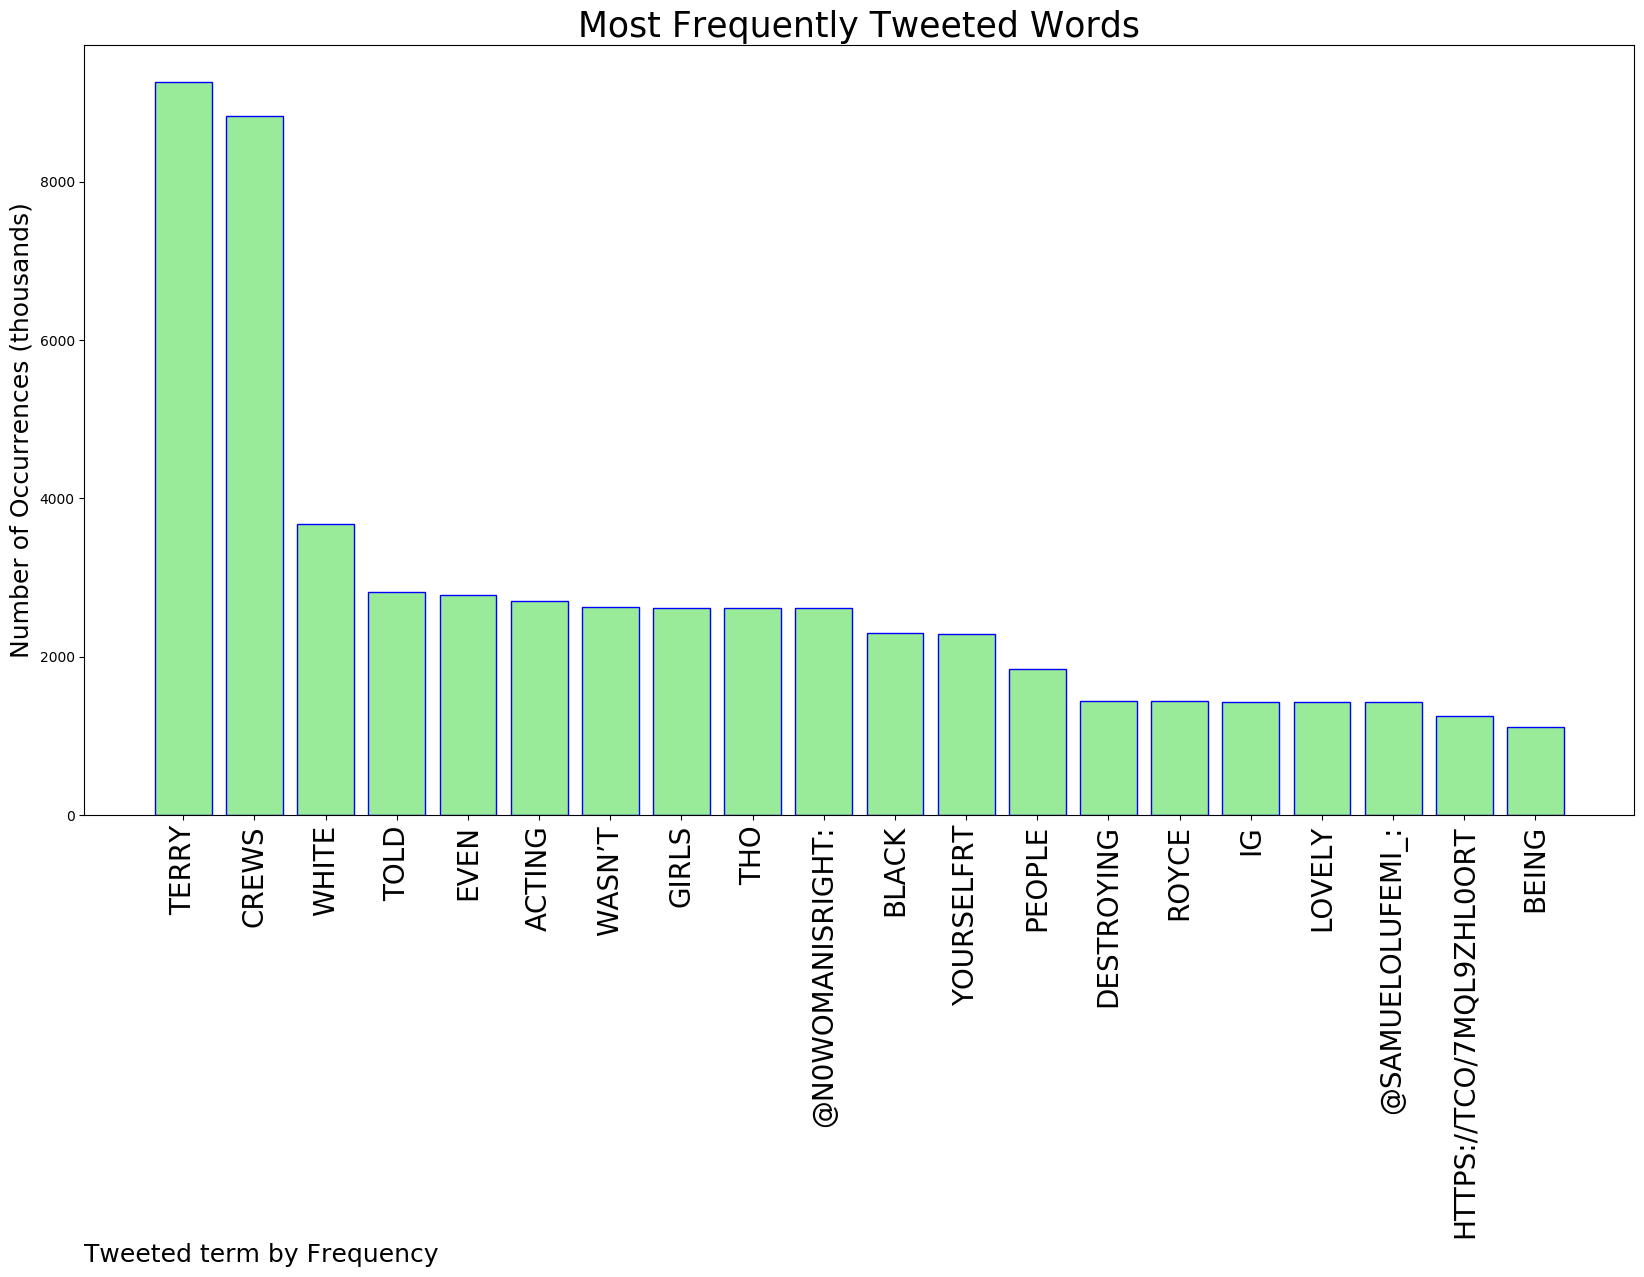 Most Frequently Tweeted Words
Number of Occurrences (thousands)
8000
6000
4000
2000
0
TERRY
CREWS
WHITE
TOLD
EVEN
ACTING
WASN’T
GIRLS
THO
@N0WOMANISRIGHT:
BLACK
YOURSELFRT
PEOPLE
DESTROYING
ROYCE
IG
LOVELY
@SAMUELOLUFEMI_:
HTTPS://TCO/7MQL9ZHL0ORT
BEING
Tweeted term by Frequency